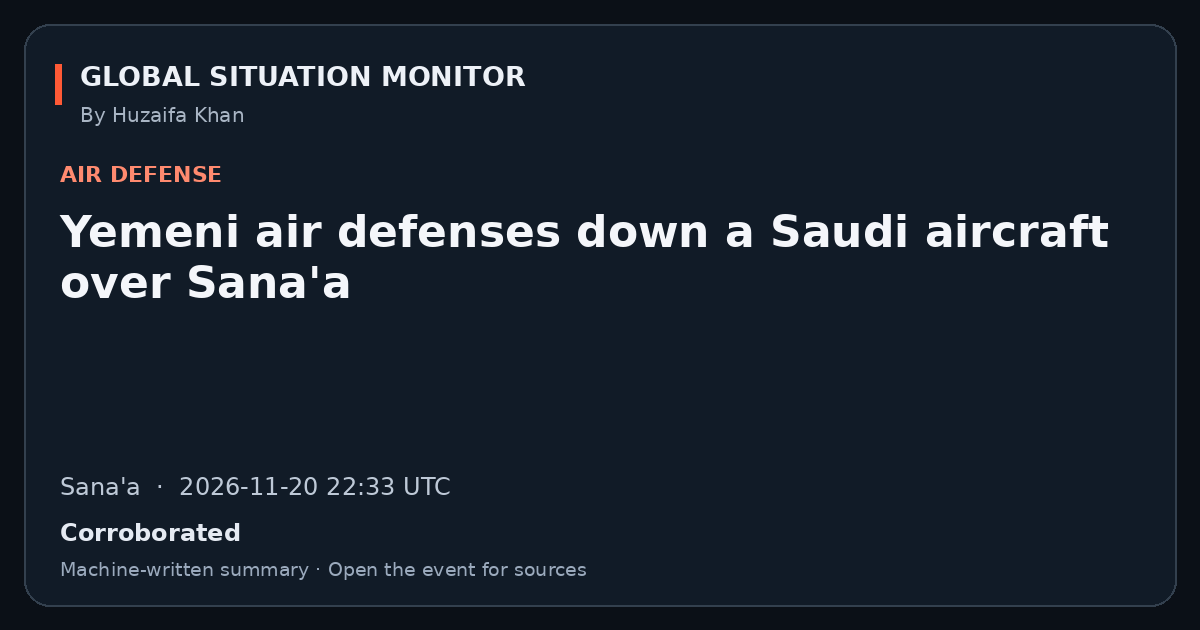 GLOBAL SITUATION MONITOR
By Huzaifa Khan
AIR DEFENSE
Yemeni air defenses down a Saudi aircraft
over Sana'a
Sana'a · 2026-11-20 22:33 UTC
Corroborated
Machine-written summary · Open the event for sources